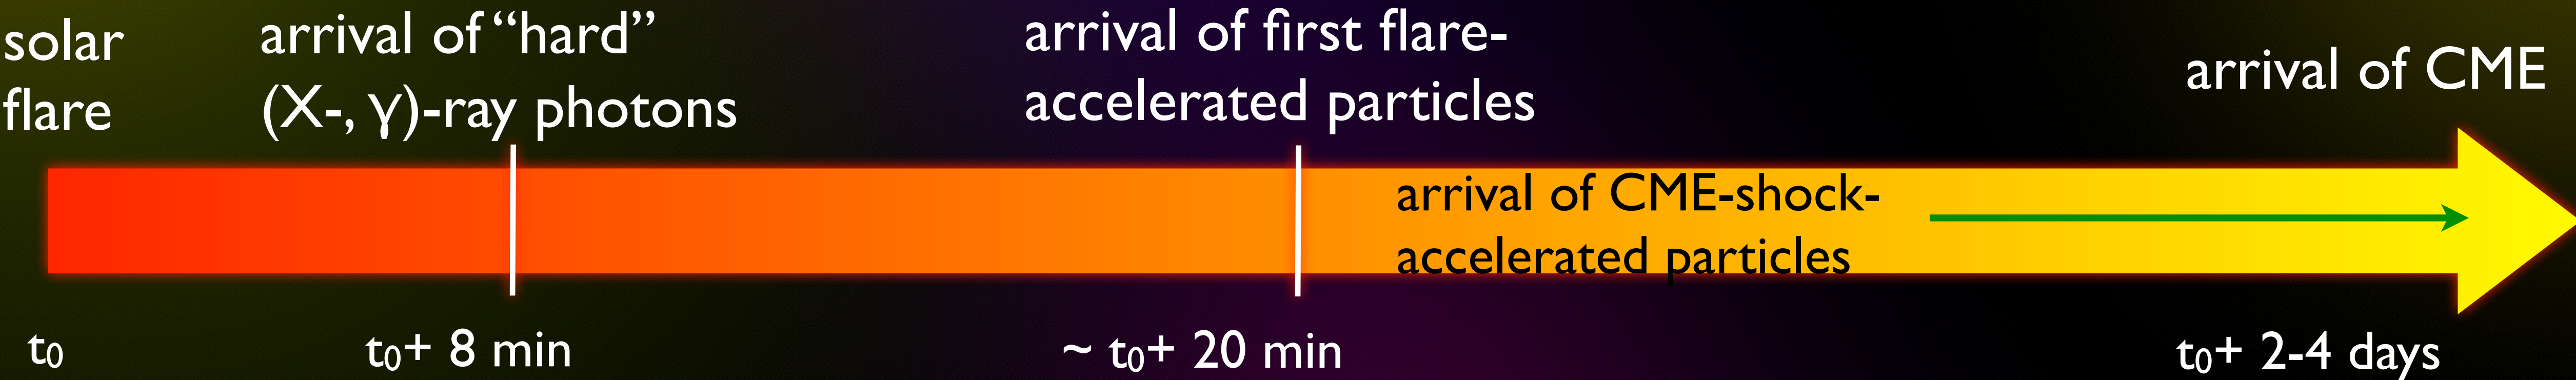 solar
flare
arrival of “hard”
(X-, γ)-ray photons
arrival of first flare-
accelerated particles
arrival of CME
arrival of CME-shock-
accelerated particles
t₀
t₀+ 8 min
~ t₀+ 20 min
t₀+ 2-4 days